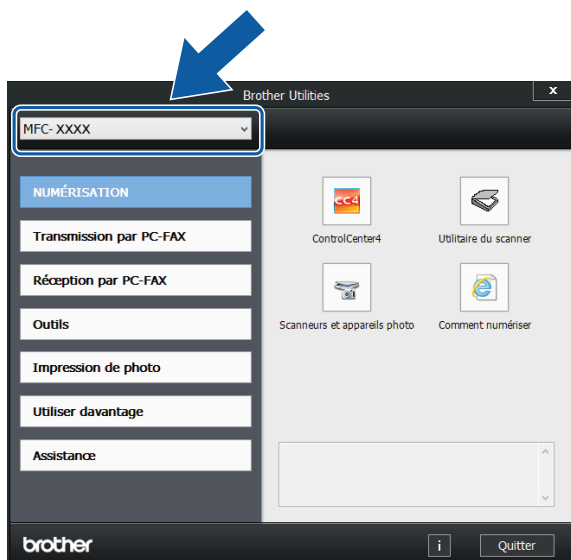 Brother Utilities
x
MFC- XXXX
NUMÉRISATION
Transmission par PC-FAX
Réception par PC-FAX
Outils
Impression de photo
Utiliser davantage
Assistance
CC4
ControlCenter4
Utilitaire du scanner
Scanneurs et appareils photo
Comment numériser
brother
i
Quitter